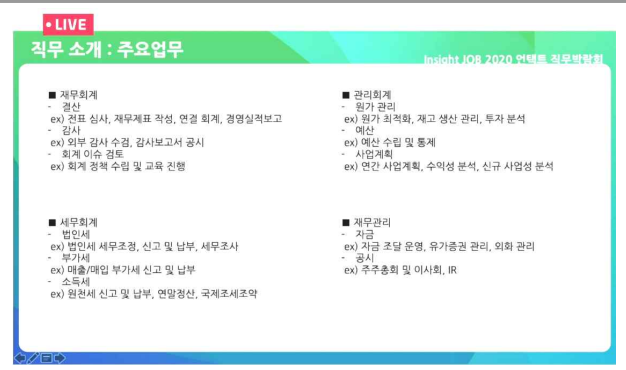 • LIVE
직무 소개 : 주요업무
Insight JOB 2020 언택트 직무박람회
■ 재무회계
- 결산
ex) 전표 심사, 재무제표 작성, 연결 회계, 경영실적보고
- 감사
ex) 외부 감사 수검, 감사보고서 공시
- 회계 이슈 검토
ex) 회계 정책 수립 및 교육 진행
■ 관리회계
- 원가 관리
ex) 원가 최적화, 재고 생산 관리, 투자 분석
- 예산
ex) 예산 수립 및 통제
- 사업계획
ex) 연간 사업계획, 수익성 분석, 신규 사업성 분석
■ 세무회계
- 법인세
ex) 법인세 세무조정, 신고 및 납부, 세무조사
- 부가세
ex) 매출/매입 부가세 신고 및 납부
- 소득세
ex) 원천세 신고 및 납부, 연말정산, 국제조세조약
■ 재무관리
- 자금
ex) 자금 조달 운영, 유가증권 관리, 외화 관리
- 공시
ex) 주주총회 및 이사회, IR